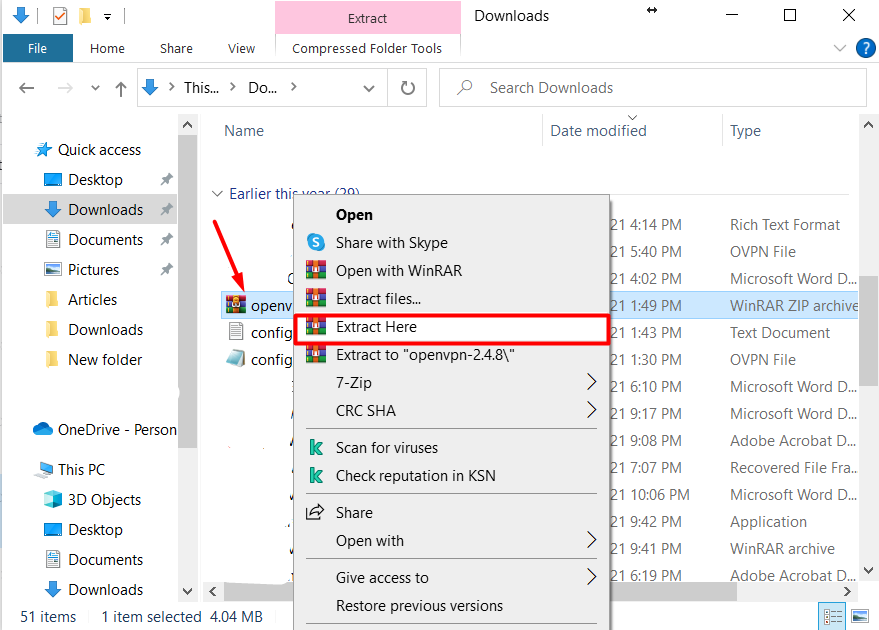 Extract
Downloads
File
Home
Share
View
Compressed Folder Tools
?
This...
Do...
Search Downloads
Name
Date modified
Type
Quick access
Desktop
Downloads
Documents
Pictures
Articles
Downloads
New folder
OneDrive - Person
This PC
3D Objects
Desktop
Documents
Downloads
Earlier this year (29)
21 4:14 PM Rich Text Format
21 5:40 PM OVPN File
21 4:02 PM Microsoft Word D...
openv 21 1:49 PM WinRAR ZIP archive
config 21 1:43 PM Text Document
config 21 1:30 PM OVPN File
21 6:10 PM Microsoft Word D...
21 9:17 PM Microsoft Word D...
21 9:08 PM Adobe Acrobat D...
21 7:07 PM Recovered File Fra...
21 10:06 PM Microsoft Word D...
21 9:42 PM Application
21 9:41 PM WinRAR archive
21 6:19 PM Adobe Acrobat D...
Open
Share with Skype
Open with WinRAR
Extract files...
Extract Here
Extract to "openvpn-2.4.8\"
7-Zip
CRC SHA
Scan for viruses
Check reputation in KSN
Share
Open with
Give access to
Restore previous versions
51 items
1 item selected 4.04 MB